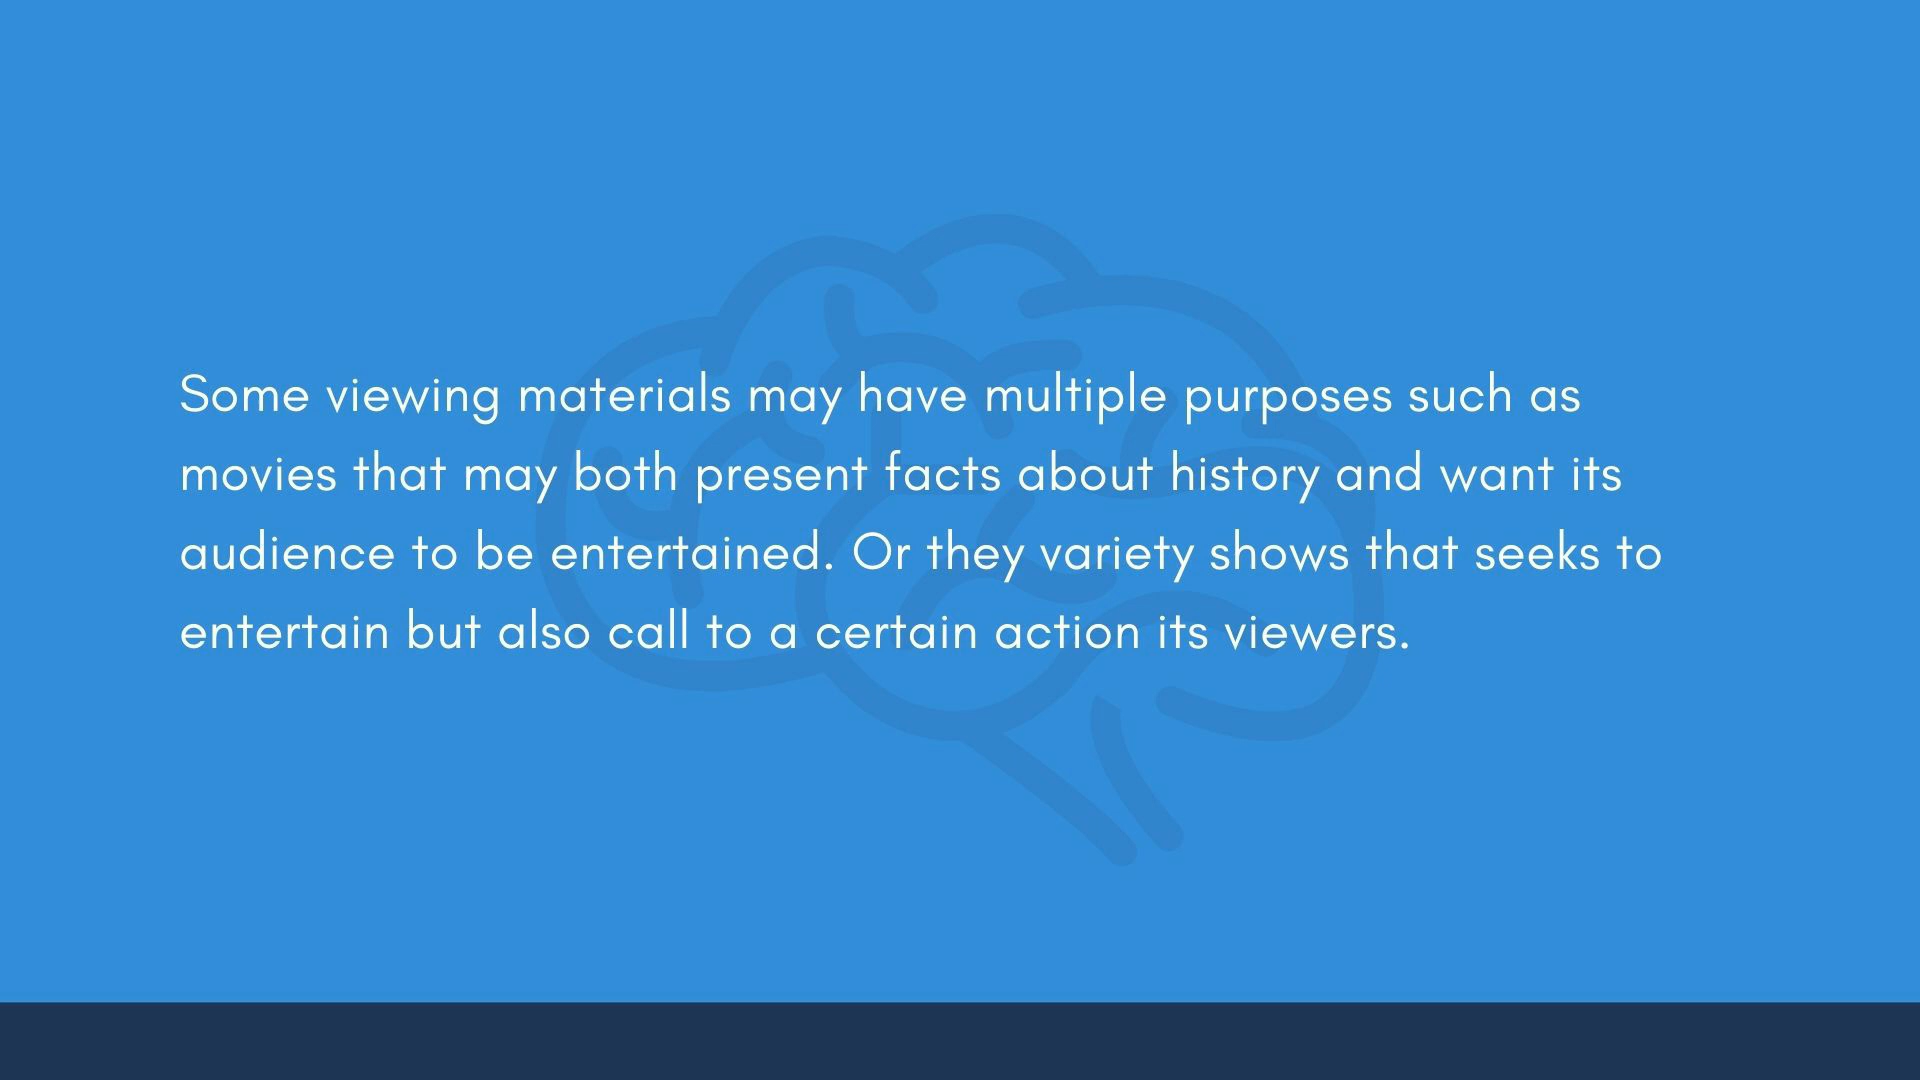 Some viewing materials may have multiple purposes such as
movies that may both present facts about history and want its
audience to be entertained. Or they variety shows that seeks to
entertain but also call to a certain action its viewers.